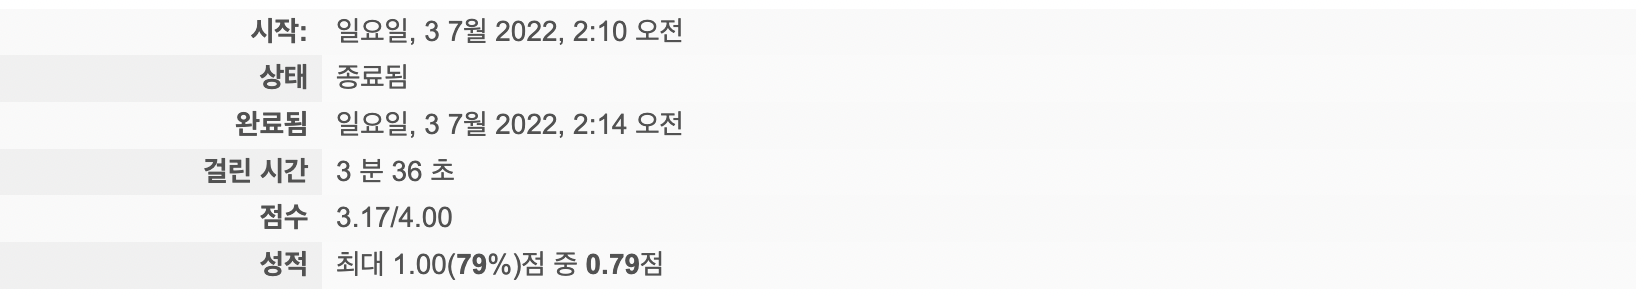 시작: 일요일, 3 7월 2022, 2:10 오전
상태 종료됨
완료됨 일요일, 3 7월 2022, 2:14 오전
걸린 시간 3 분 36 초
점수 3.17/4.00
성적 최대 1.00(79%)점 중 0.79점